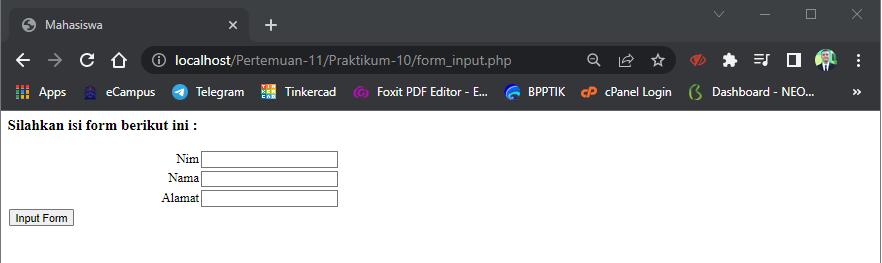 Mahasiswa
localhost/Pertemuan-11/Praktikum-10/form_input.php
Apps eCampus Telegram Tinkercad Foxit PDF Editor - E... BPPTIK cPanel Login Dashboard - NEO...
Silahkan isi form berikut ini :
Nim
Nama
Alamat
Input Form